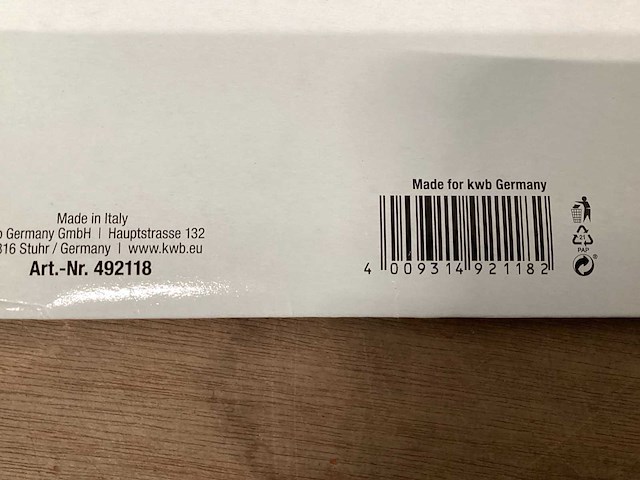 Made in Italy
Germany GmbH | Hauptstrasse 132
Stuhr / Germany | www.kwb.eu
Art.-Nr. 492118
Made for kwb Germany
4 009314 921182
21
PAP